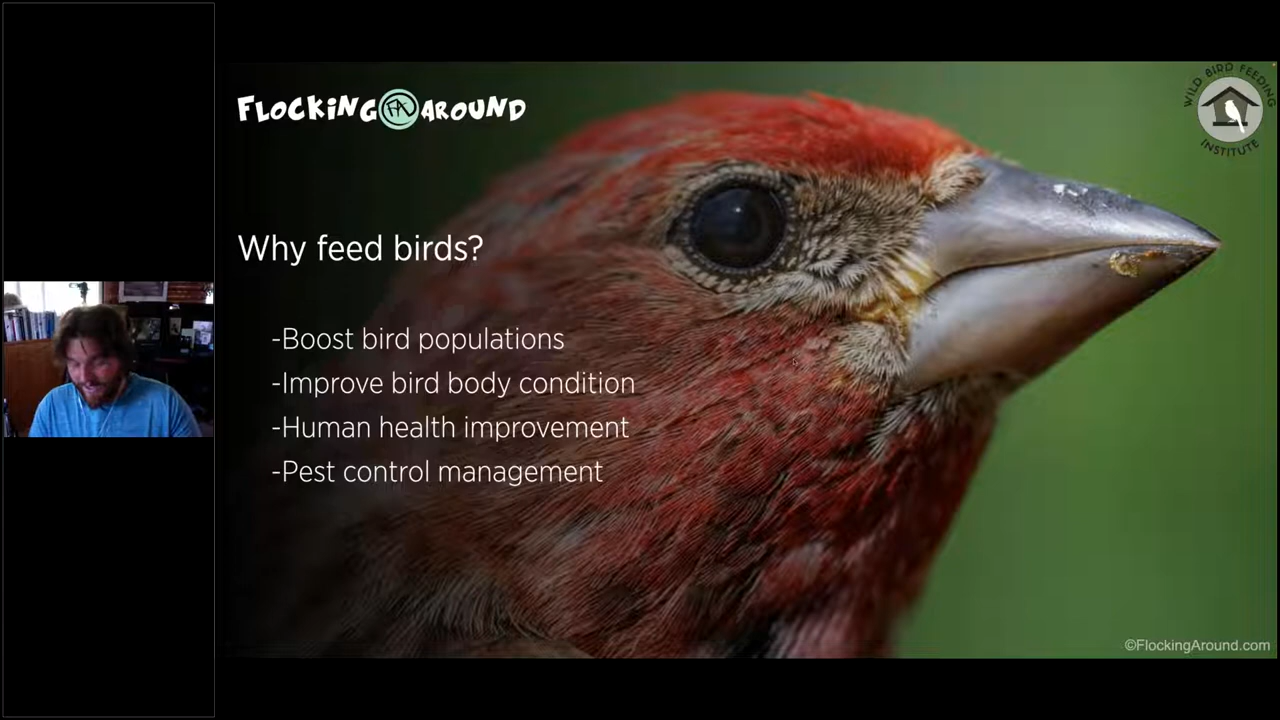 FLOCKiNG FA AROUND
WILD BIRD FEEDING
INSTITUTE
Why feed birds?
-Boost bird populations
-Improve bird body condition
-Human health improvement
-Pest control management
©FlockingAround.com